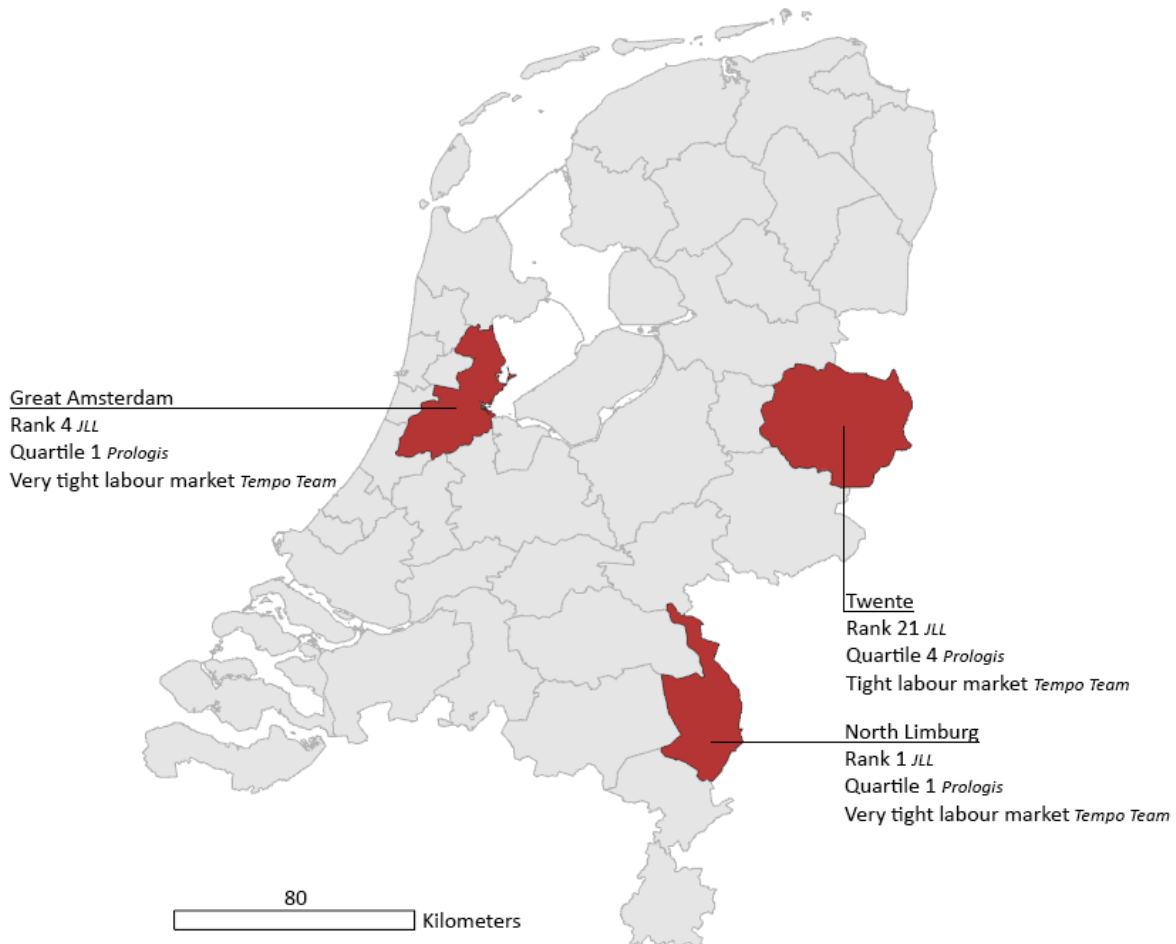 Great Amsterdam
Rank 4 JLL
Quartile 1 Prologis
Very tight labour market Tempo Team
Twente
Rank 21 JLL
Quartile 4 Prologis
Tight labour market Tempo Team
North Limburg
Rank 1 JLL
Quartile 1 Prologis
Very tight labour market Tempo Team
80
Kilometers